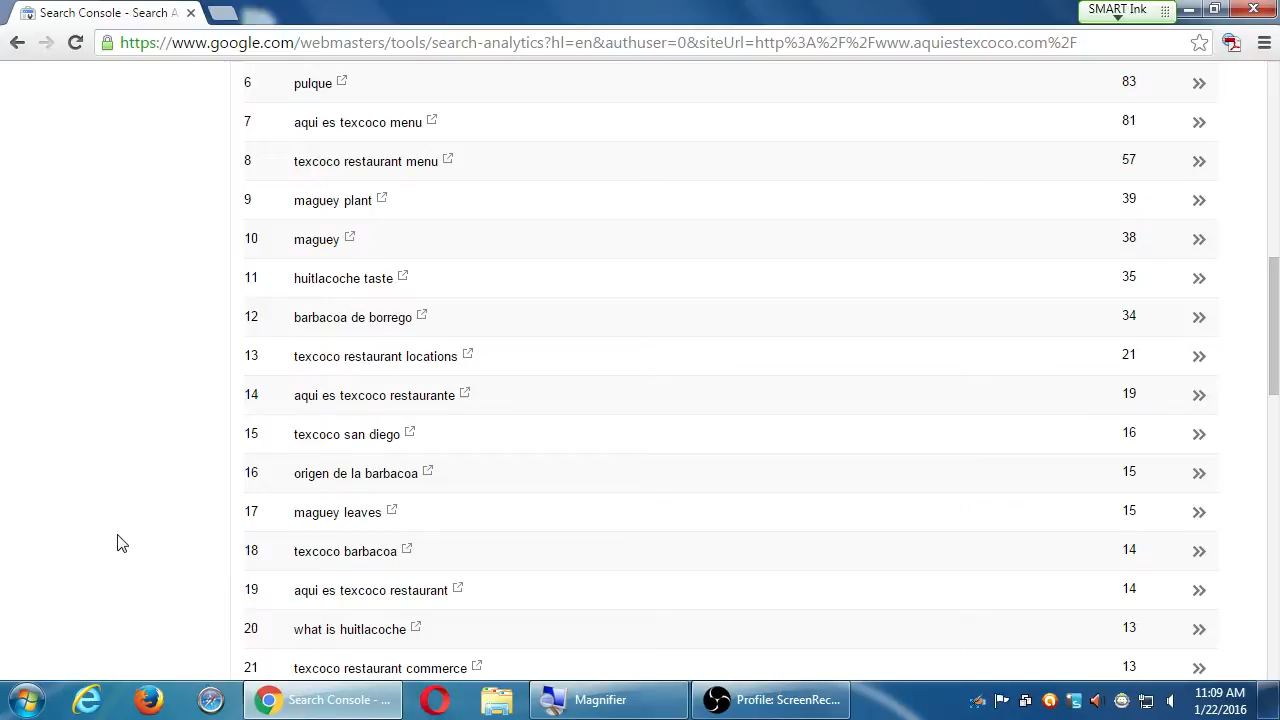 Search Console - Search A
SMART Ink
https://www.google.com/webmasters/tools/search-analytics?hl=en&authuser=0&siteUrl=http%3A%2F%2Fwww.aquiestexcoco.com%2F
6 pulque 83
7 aqui es texcoco menu 81
8 texcoco restaurant menu 57
9 maguey plant 39
10 maguey 38
11 huitlacoche taste 35
12 barbacoa de borrego 34
13 texcoco restaurant locations 21
14 aqui es texcoco restaurante 19
15 texcoco san diego 16
16 origen de la barbacoa 15
17 maguey leaves 15
18 texcoco barbacoa 14
19 aqui es texcoco restaurant 14
20 what is huitlacoche 13
21 texcoco restaurant commerce 13
Search Console - ...
Magnifier
Profile: ScreenRec...
11:09 AM
1/22/2016